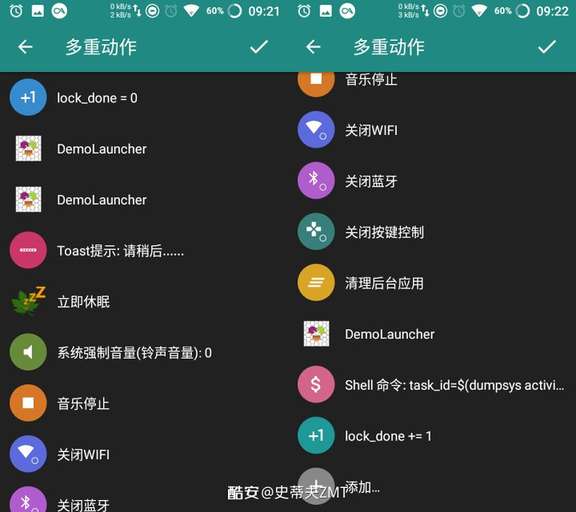 0 kB/s
2 kB/s
60%
09:21
多重动作
lock_done = 0
DemoLauncher
DemoLauncher
Toast提示: 请稍后......
立即休眠
系统强制音量(铃声音量): 0
音乐停止
关闭WIFI
关闭蓝牙
0 kB/s
3 kB/s
60%
09:22
多重动作
音乐停止
关闭WIFI
关闭蓝牙
关闭按键控制
清理后台应用
DemoLauncher
Shell 命令: task_id=$(dumpsys activi...
lock_done += 1
添加...
酷安@史蒂夫ZMT